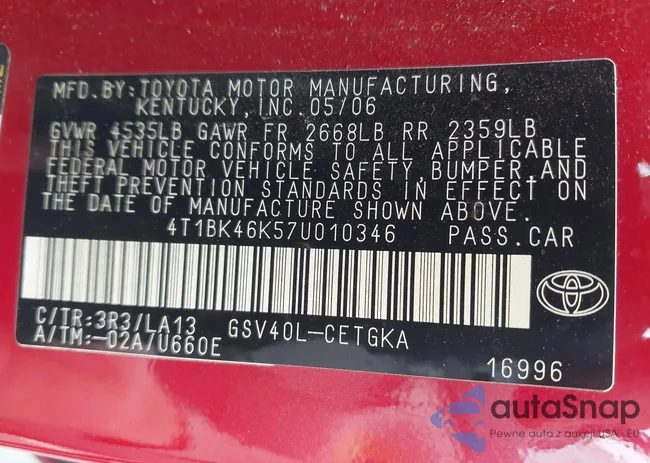 MFD.BY:TOYOTA MOTOR MANUFACTURING,
KENTUCKY,INC.05/06
GVWR 4535LB GAWR FR 2668LB RR 2359LB
THIS VEHICLE CONFORMS TO ALL APPLICABLE
FEDERAL MOTOR VEHICLE SAFETY,BUMPER,AND
THEFT PREVENTION STANDARDS IN EFFECT ON
THE DATE OF MANUFACTURE SHOWN ABOVE.
4T1BK46K57U010346 PASS.CAR
C/TR:3R3/LA13 GSV40L-CETGKA
A/TM:-02A/U660E
16996
autaSnap
Pewne auta z aukcji USA i EU